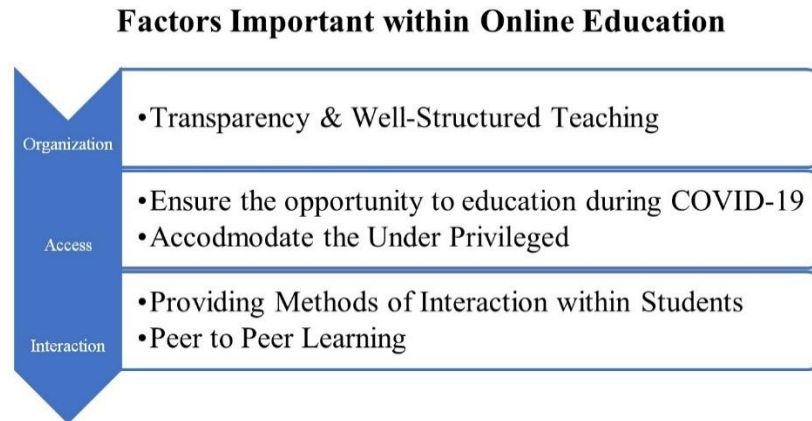 Factors Important within Online Education
Organization
•Transparency & Well-Structured Teaching
Access
•Ensure the opportunity to education during COVID-19
•Accodmodate the Under Privileged
Interaction
•Providing Methods of Interaction within Students
•Peer to Peer Learning